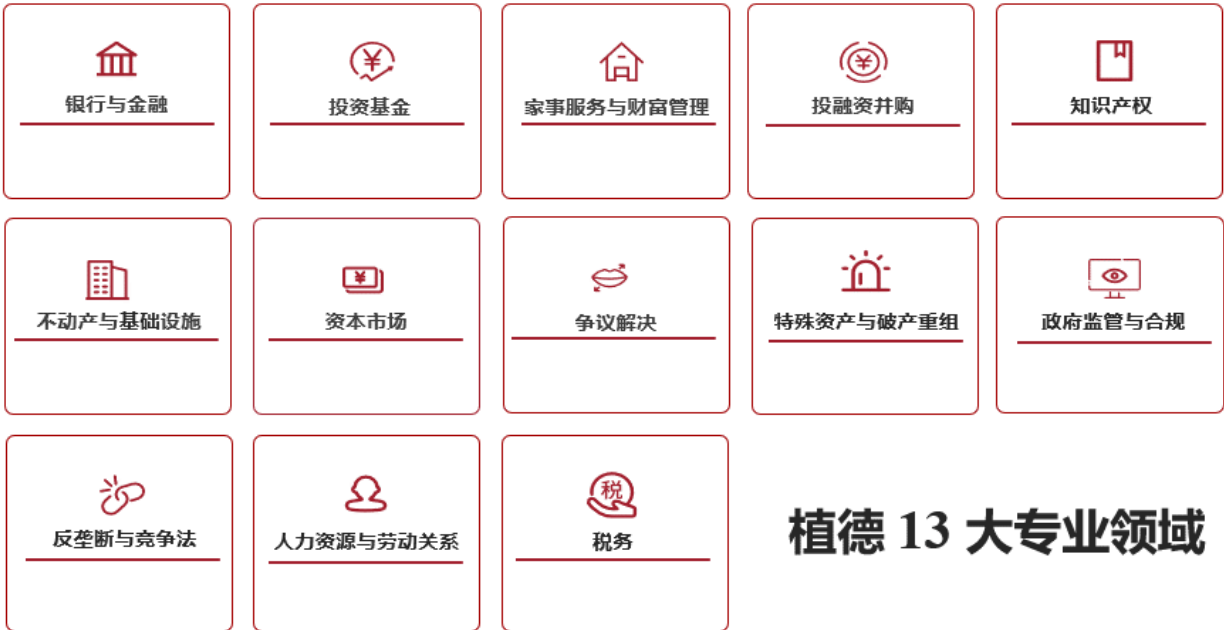 银行与金融
投资基金
家事服务与财富管理
投融资并购
知识产权
不动产与基础设施
资本市场
争议解决
特殊资产与破产重组
政府监管与合规
反垄断与竞争法
人力资源与劳动关系
税
税务
植德 13 大专业领域